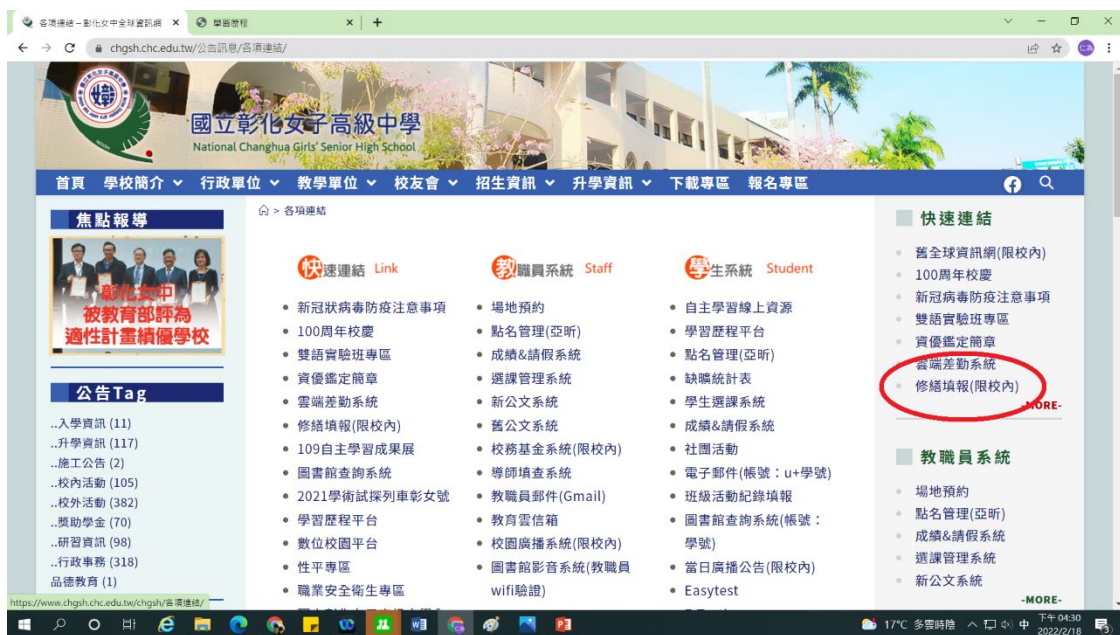 各項連結 – 彰化女中全球資訊網
學習歷程
chgsh.chc.edu.tw/公告訊息/各項連結/
國立彰化女子高級中學
National Changhua Girls' Senior High School
首頁 學校簡介 行政單位 教學單位 校友會 招生資訊 升學資訊 下載專區 報名專區
焦點報導
彰化女中
被教育部評為
適性計畫績優學校
公告Tag
..入學資訊 (11)
..升學資訊 (117)
..施工公告 (2)
..校內活動 (105)
..校外活動 (382)
..獎助學金 (70)
..研習資訊 (98)
..行政事務 (318)
品德教育 (1)
> 各項連結
快速連結 Link
新冠狀病毒防疫注意事項
100周年校慶
雙語實驗班專區
資優鑑定簡章
雲端差勤系統
修繕填報(限校內)
109自主學習成果展
圖書館查詢系統
2021學術試探列車彰女號
學習歷程平台
數位校園平台
性平專區
職業安全衛生專區
教職員系統 Staff
場地預約
點名管理(亞昕)
成績&請假系統
選課管理系統
新公文系統
舊公文系統
校務基金系統(限校內)
導師填查系統
教職員郵件(Gmail)
教育雲信箱
校園廣播系統(限校內)
圖書館影音系統(教職員
wifi驗證)
學生系統 Student
自主學習線上資源
學習歷程平台
點名管理(亞昕)
缺曠統計表
學生選課系統
成績&請假系統
社團活動
電子郵件(帳號：u+學號)
班級活動紀錄填報
圖書館查詢系統(帳號：
學號)
當日廣播公告(限校內)
Easytest
快速連結
舊全球資訊網(限校內)
100周年校慶
新冠病毒防疫注意事項
雙語實驗班專區
資優鑑定簡章
雲端差勤系統
修繕填報(限校內)
-MORE-
教職員系統
場地預約
點名管理(亞昕)
成績&請假系統
選課管理系統
新公文系統
-MORE-
https://www.chgsh.chc.edu.tw/chgsh/各項連結/
17°C 多雲時陰 中 下午 04:30
2022/2/18